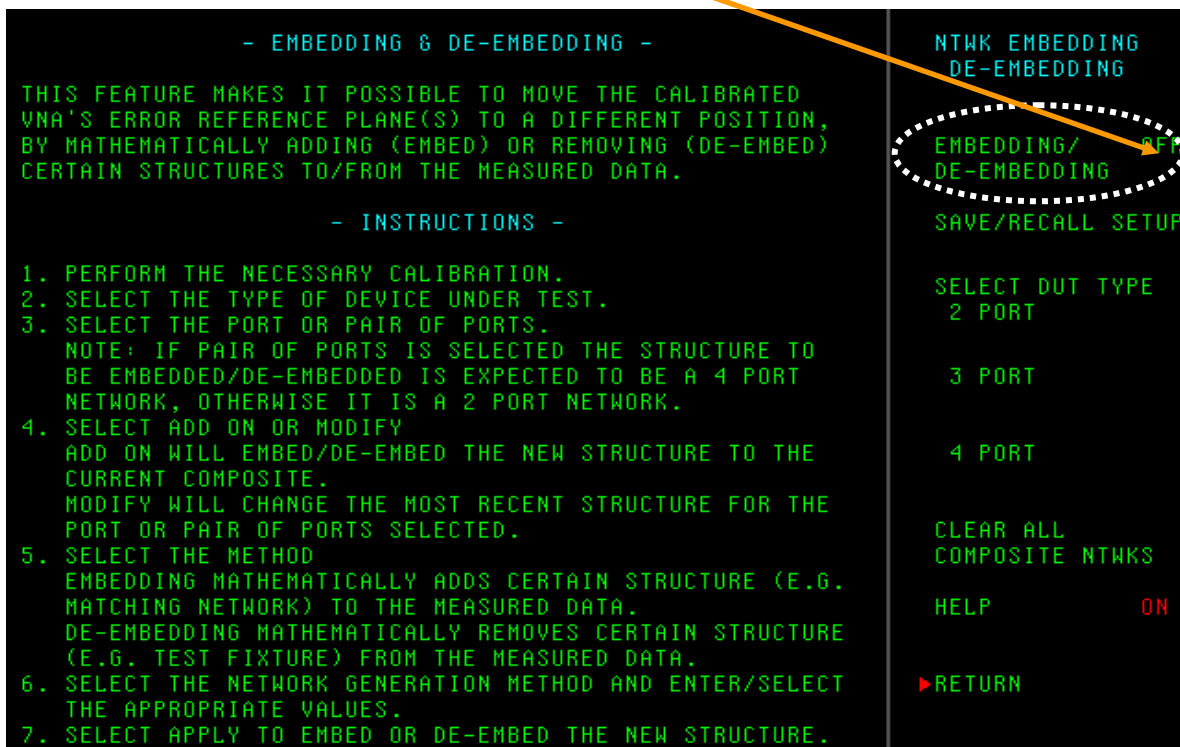 - EMBEDDING & DE-EMBEDDING -
THIS FEATURE MAKES IT POSSIBLE TO MOVE THE CALIBRATED
VNA'S ERROR REFERENCE PLANE(S) TO A DIFFERENT POSITION,
BY MATHEMATICALLY ADDING (EMBED) OR REMOVING (DE-EMBED)
CERTAIN STRUCTURES TO/FROM THE MEASURED DATA.
- INSTRUCTIONS -
1. PERFORM THE NECESSARY CALIBRATION.
2. SELECT THE TYPE OF DEVICE UNDER TEST.
3. SELECT THE PORT OR PAIR OF PORTS.
NOTE: IF PAIR OF PORTS IS SELECTED THE STRUCTURE TO
BE EMBEDDED/DE-EMBEDDED IS EXPECTED TO BE A 4 PORT
NETWORK, OTHERWISE IT IS A 2 PORT NETWORK.
4. SELECT ADD ON OR MODIFY
ADD ON WILL EMBED/DE-EMBED THE NEW STRUCTURE TO THE
CURRENT COMPOSITE.
MODIFY WILL CHANGE THE MOST RECENT STRUCTURE FOR THE
PORT OR PAIR OF PORTS SELECTED.
5. SELECT THE METHOD
EMBEDDING MATHEMATICALLY ADDS CERTAIN STRUCTURE (E.G.
MATCHING NETWORK) TO THE MEASURED DATA.
DE-EMBEDDING MATHEMATICALLY REMOVES CERTAIN STRUCTURE
(E.G. TEST FIXTURE) FROM THE MEASURED DATA.
6. SELECT THE NETWORK GENERATION METHOD AND ENTER/SELECT
THE APPROPRIATE VALUES.
7. SELECT APPLY TO EMBED OR DE-EMBED THE NEW STRUCTURE.
NTWK EMBEDDING
DE-EMBEDDING
EMBEDDING/ OFF
DE-EMBEDDING
SAVE/RECALL SETUP
SELECT DUT TYPE
2 PORT
3 PORT
4 PORT
CLEAR ALL
COMPOSITE NTWKS
HELP ON
RETURN